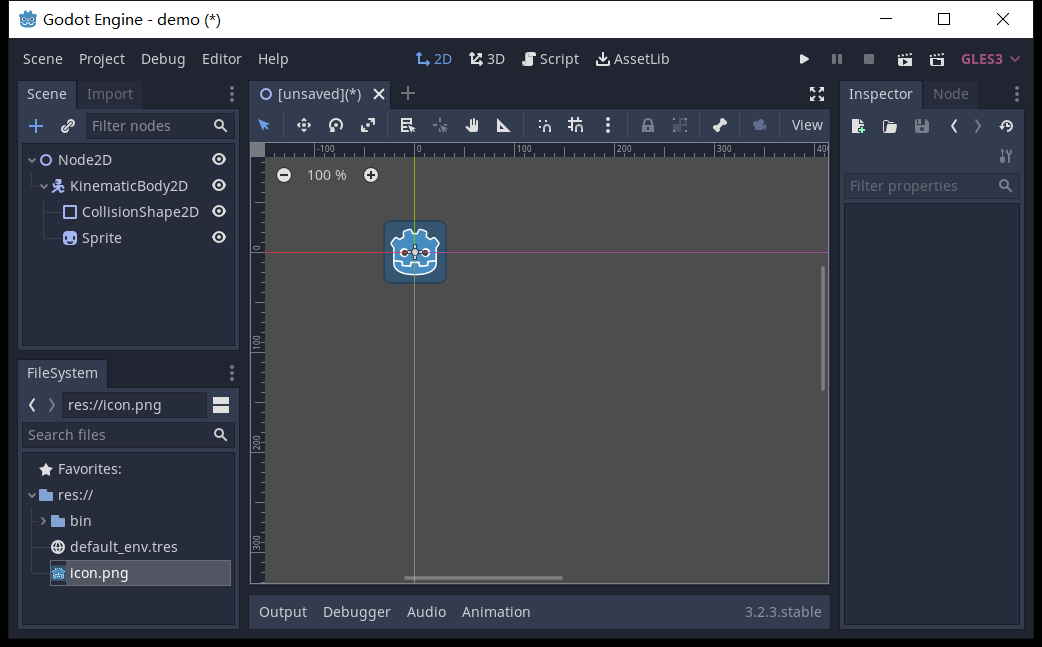 Godot Engine - demo (*)
Scene Project Debug Editor Help 2D 3D Script AssetLib GLES3
Scene Import
Filter nodes
Node2D
KinematicBody2D
CollisionShape2D
Sprite
FileSystem
res://icon.png
Search files
Favorites:
res://
bin
default_env.tres
icon.png
[unsaved](*)
View
-100 0 100 200 300 400
100 %
0
100
200
300
Output Debugger Audio Animation 3.2.3.stable
Inspector Node
Filter properties